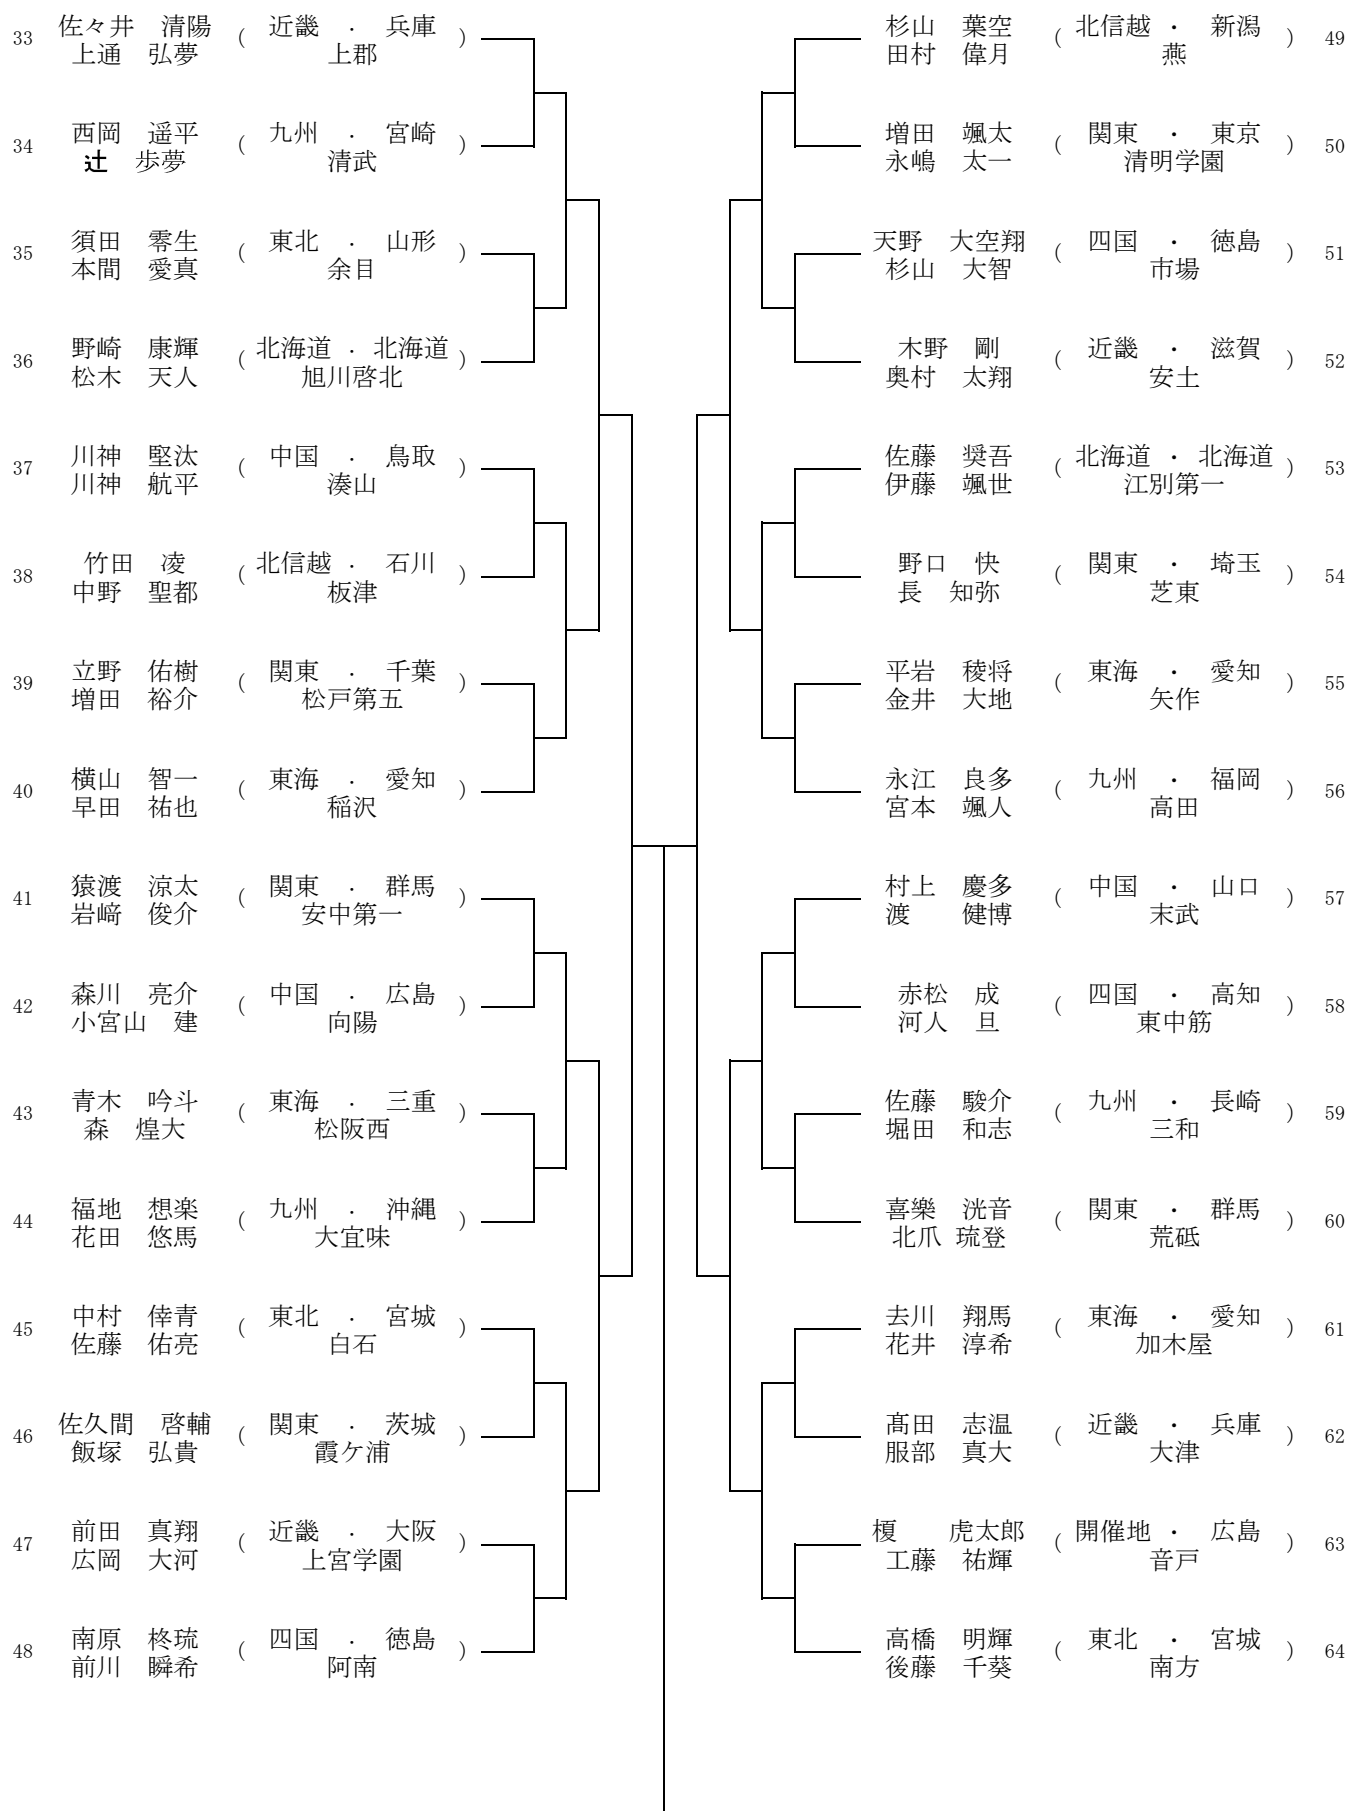 佐々井　清陽 近畿 ・ 兵庫
33 ( )
上通　弘夢 上郡
西岡　遥平 九州 ・ 宮崎
34 ( )
辻　歩夢 清武
須田　零生 東北 ・ 山形
35 ( )
本間　愛真 余目
野崎　康輝 北海道 ・ 北海道
36 ( )
松木　天人 旭川啓北
川神　堅汰 中国 ・ 鳥取
37 ( )
川神　航平 湊山
竹田　凌 北信越 ・ 石川
38 ( )
中野　聖都 板津
立野　佑樹 関東 ・ 千葉
39 ( )
増田　裕介 松戸第五
横山　智一 東海 ・ 愛知
40 ( )
早田　祐也 稲沢
猿渡　涼太 関東 ・ 群馬
41 ( )
岩﨑　俊介 安中第一
森川　亮介 中国 ・ 広島
42 ( )
小宮山　建 向陽
青木　吟斗 東海 ・ 三重
43 ( )
森　煌大 松阪西
福地　想楽 九州 ・ 沖縄
44 ( )
花田　悠馬 大宜味
中村　倖青 東北 ・ 宮城
45 ( )
佐藤　佑亮 白石
佐久間　啓輔 関東 ・ 茨城
46 ( )
飯塚　弘貴 霞ケ浦
前田　真翔 近畿 ・ 大阪
47 ( )
広岡　大河 上宮学園
南原　柊琉 四国 ・ 徳島
48 ( )
前川　瞬希 阿南
杉山　葉空 北信越 ・ 新潟
( ) 49
田村　偉月 燕
増田　颯太 関東 ・ 東京
( ) 50
永嶋　太一 清明学園
天野　大空翔 四国 ・ 徳島
( ) 51
杉山　大智 市場
木野　剛 近畿 ・ 滋賀
( ) 52
奥村　太翔 安土
佐藤　奨吾 北海道 ・ 北海道
( ) 53
伊藤　颯世 江別第一
野口　快 関東 ・ 埼玉
( ) 54
長　知弥 芝東
平岩　稜将 東海 ・ 愛知
( ) 55
金井　大地 矢作
永江　良多 九州 ・ 福岡
( ) 56
宮本　颯人 高田
村上　慶多 中国 ・ 山口
( ) 57
渡　健博 末武
赤松　成 四国 ・ 高知
( ) 58
河人　旦 東中筋
佐藤　駿介 九州 ・ 長崎
( ) 59
堀田　和志 三和
喜樂　洸音 関東 ・ 群馬
( ) 60
北爪 琉登 荒砥
去川　翔馬 東海 ・ 愛知
( ) 61
花井　淳希 加木屋
髙田　志温 近畿 ・ 兵庫
( ) 62
服部　真大 大津
榎　虎太郎 開催地 ・ 広島
( ) 63
工藤　祐輝 音戸
高橋　明輝 東北 ・ 宮城
( ) 64
後藤　千葵 南方